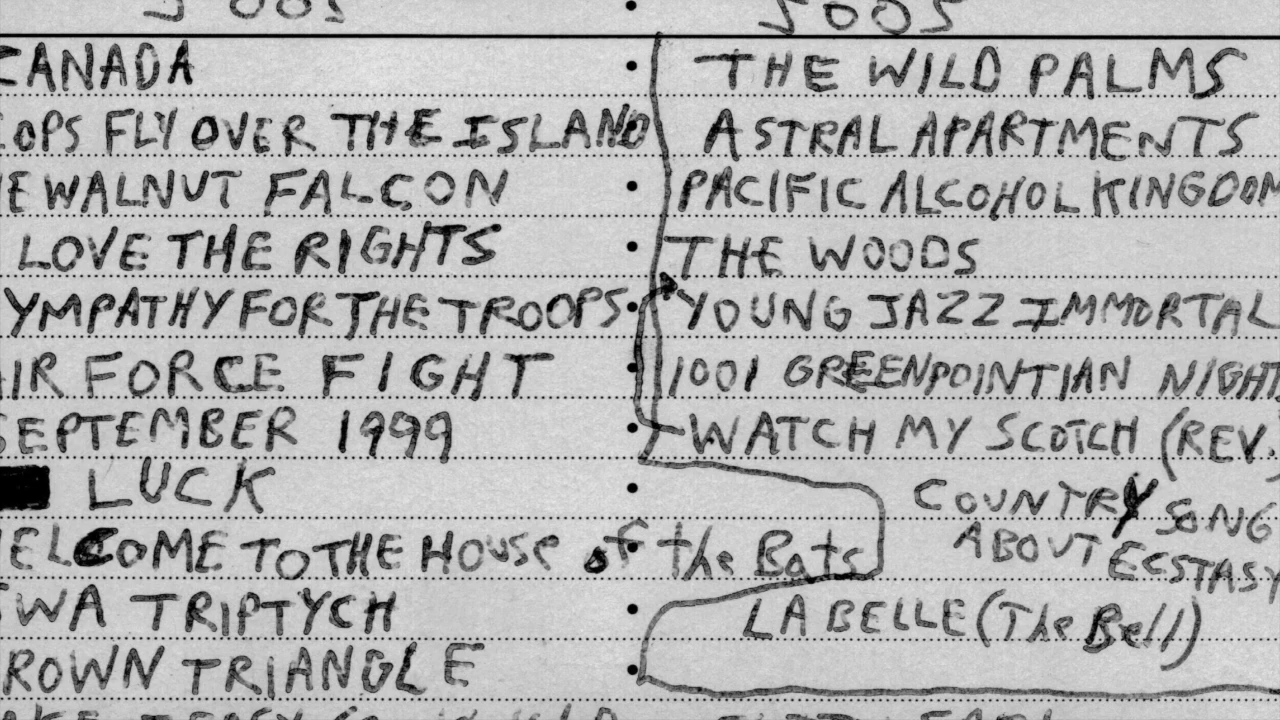 CANADA
OPS FLY OVER THE ISLAND
E WALNUT FALCON
LOVE THE RIGHTS
YMPATHY FOR THE TROOPS
AIR FORCE FIGHT
SEPTEMBER 1999
LUCK
ELCOME TO THE HOUSE of the Bats
WA TRIPTYCH
ROWN TRIANGLE
THE WILD PALMS
ASTRAL APARTMENTS
PACIFIC ALCOHOL KINGDOM
THE WOODS
YOUNG JAZZ IMMORTAL
1001 GREENPOINTIAN NIGHT
WATCH MY SCOTCH (REV.
COUNTRY SONG
ABOUT ECSTASY
LA BELLE (The Bell)